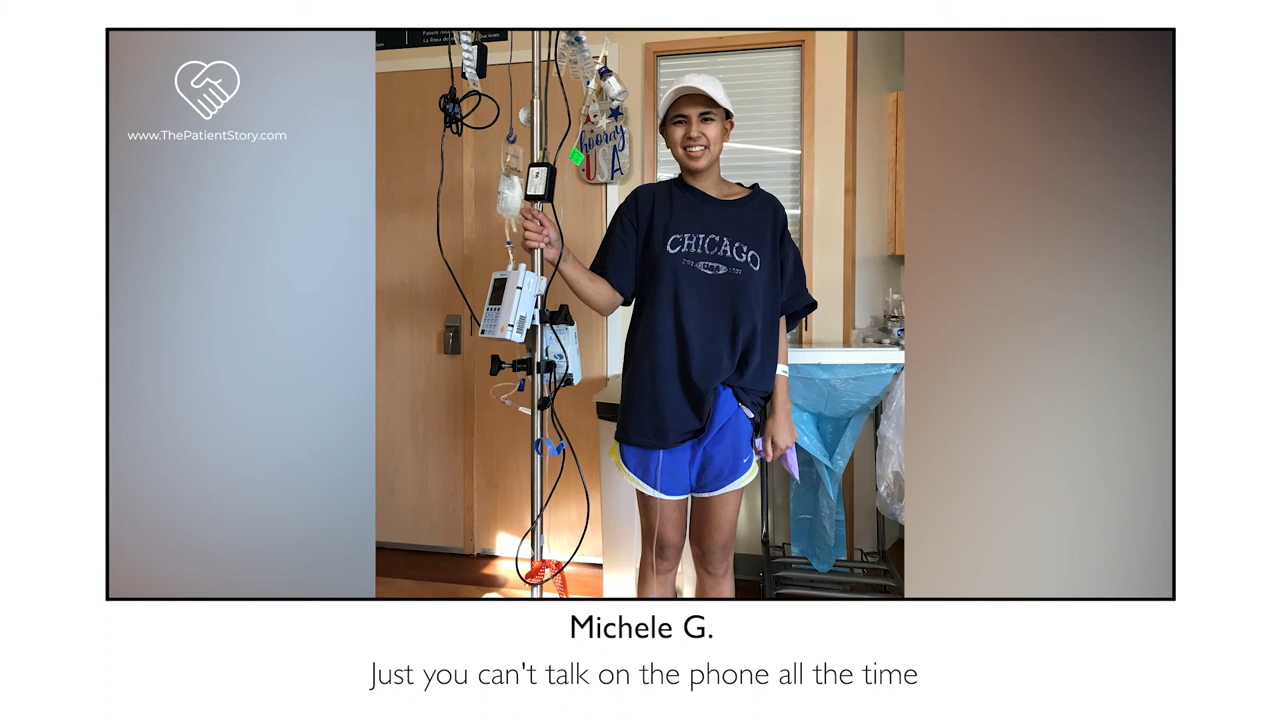 www.ThePatientStory.com
hooray
USA
CHICAGO
Michele G.
Just you can't talk on the phone all the time